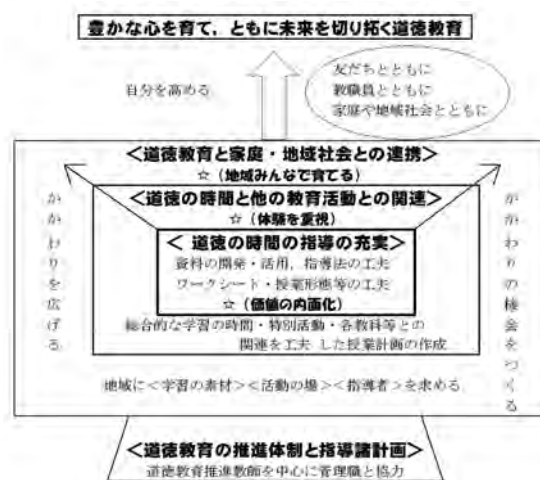 豊かな心を育て，ともに未来を切り拓く道徳教育
自分を高める
友だちとともに
教職員とともに
家庭や地域社会とともに
＜道徳教育と家庭・地域社会との連携＞
☆（地域みんなで育てる）
＜道徳の時間と他の教育活動との関連＞
☆（体験を重視）
＜ 道徳の時間の指導の充実＞
資料の開発・活用，指導法の工夫
ワークシート・授業形態等の工夫
☆（価値の内面化）
総合的な学習の時間・特別活動・各教科等との
関連を工夫 した授業計画の作成
かかわりを広げる
かかわりの機会をつくる
地域に＜学習の素材＞＜活動の場＞＜指導者＞を求める
＜道徳教育の推進体制と指導諸計画＞
道徳教育推進教師を中心に管理職と協力